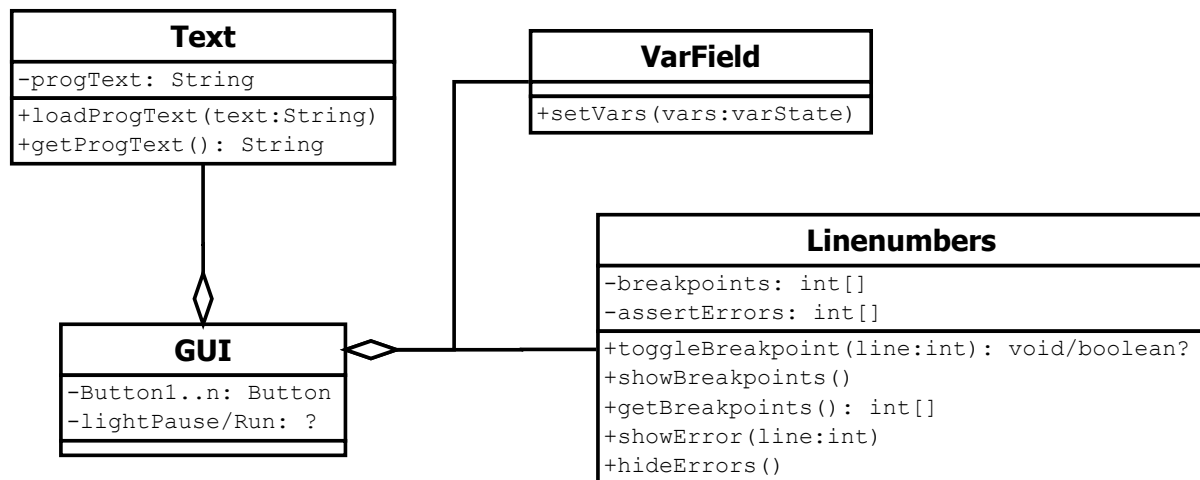 Text
-progText: String
+loadProgText(text:String)
+getProgText(): String
VarField
+setVars(vars:varState)
Linenumbers
-breakpoints: int[]
-assertErrors: int[]
+toggleBreakpoint(line:int): void/boolean?
+showBreakpoints()
+getBreakpoints(): int[]
+showError(line:int)
+hideErrors()
GUI
-Button1..n: Button
-lightPause/Run: ?